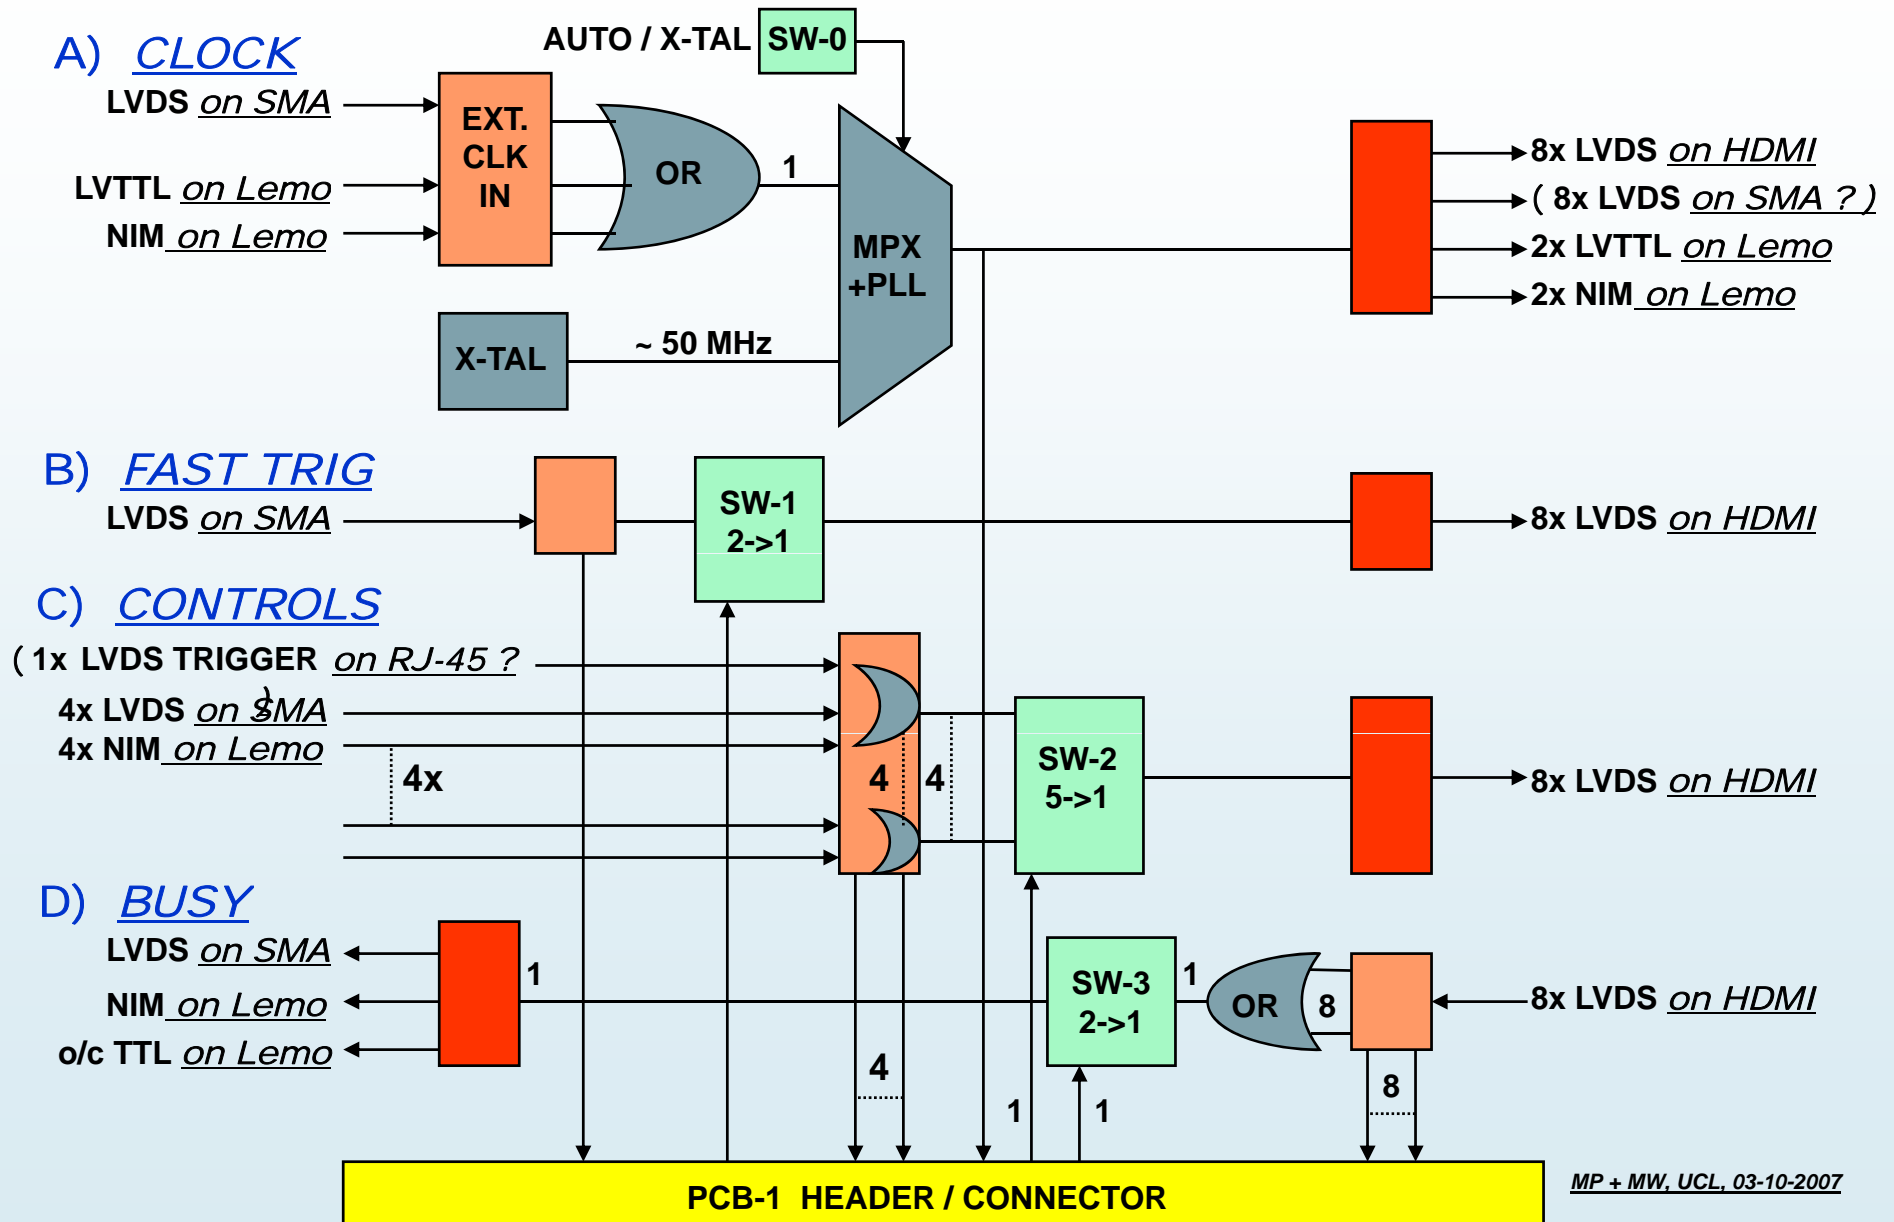 A) CLOCK
AUTO / X-TAL SW-0
LVDS on SMA
LVTTL on Lemo
NIM on Lemo
EXT.
CLK
IN
OR
1
MPX
+PLL
X-TAL
~ 50 MHz
8x LVDS on HDMI
( 8x LVDS on SMA ? )
2x LVTTL on Lemo
2x NIM on Lemo
B) FAST TRIG
LVDS on SMA
SW-1
2->1
8x LVDS on HDMI
C) CONTROLS
( 1x LVDS TRIGGER on RJ-45 ?
)
4x LVDS on SMA
4x NIM on Lemo
4x
4
4
SW-2
5->1
8x LVDS on HDMI
D) BUSY
LVDS on SMA
NIM on Lemo
o/c TTL on Lemo
1
SW-3
2->1
1
OR
8
8x LVDS on HDMI
4
1
1
8
PCB-1 HEADER / CONNECTOR
MP + MW, UCL, 03-10-2007